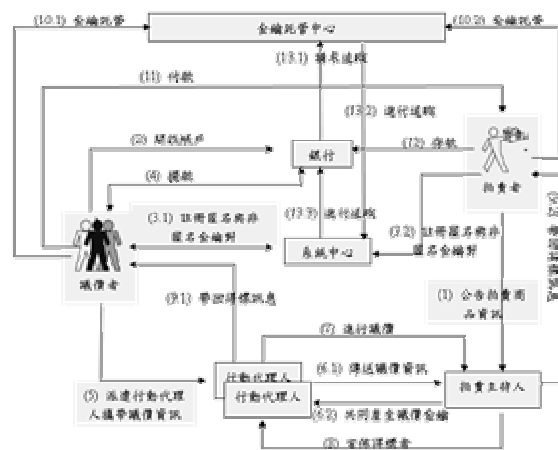 (10.1) 金鑰託管
(10.2) 金鑰託管
金鑰託管中心
(13.1) 請求追蹤
(11) 付款
(13.2) 進行追蹤
(2) 開設帳戶
(12) 存款
銀行
拍賣者
(4) 提款
(13.3) 進行追蹤
(3.1) 註冊匿名與非
匿名金鑰對
(3.2) 註冊匿名與非
匿名金鑰對
系統中心
議價者
(9.1) 帶回得標訊息
(1) 公告拍賣商
品資訊
(7) 進行議價
行動代理人
(6.1) 傳送議價資訊
(5) 派遣行動代理
人攜帶議價資訊
行動代理人
拍賣主持人
(6.2) 共同產生議價金鑰
(8) 宣佈得標者